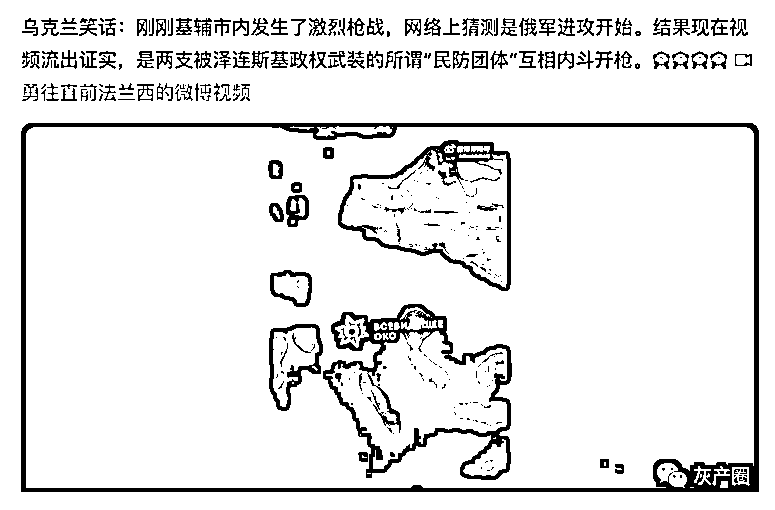 乌克兰笑话：刚刚基辅市内发生了激烈枪战，网络上猜测是俄军进攻开始。结果现在视
频流出证实，是两支被泽连斯基政权武装的所谓“民防团体”互相内斗开枪。
勇往直前法兰西的微博视频
ОКО
灰产圈